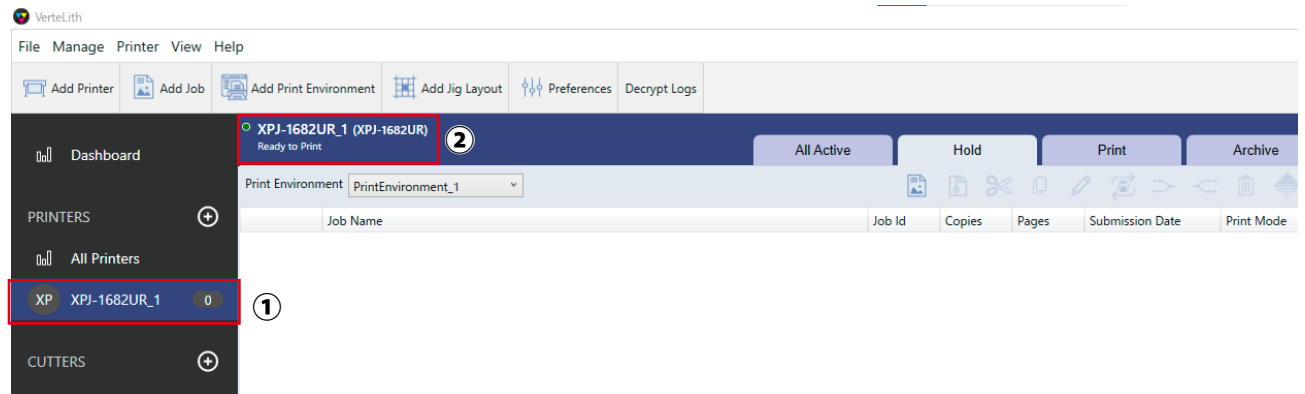 VerteLith
File Manage Printer View Help
Add Printer Add Job Add Print Environment Add Jig Layout Preferences Decrypt Logs
Dashboard
PRINTERS
All Printers
XP XPJ-1682UR_1 0
CUTTERS
①
XPJ-1682UR_1 (XPJ-1682UR)
Ready to Print
②
All Active Hold Print Archive
Print Environment PrintEnvironment_1
Job Name Job Id Copies Pages Submission Date Print Mode